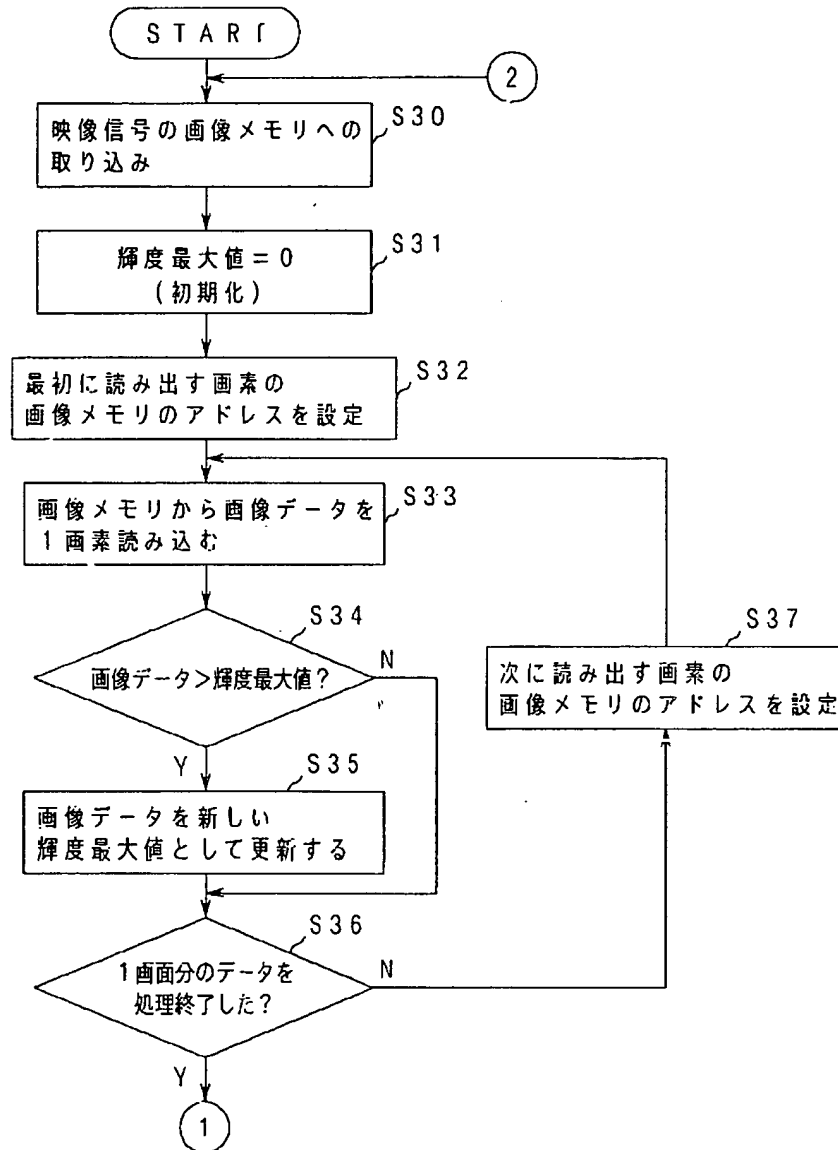 START
2
S30
映像信号の画像メモリへの
取り込み
S31
輝度最大値=0
(初期化)
S32
最初に読み出す画素の
画像メモリのアドレスを設定
S33
画像メモリから画像データを
1画素読み込む
S34
画像データ>輝度最大値?
N
Y
S37
次に読み出す画素の
画像メモリのアドレスを設定
S35
画像データを新しい
輝度最大値として更新する
S36
1画面分のデータを
処理終了した?
N
Y
1